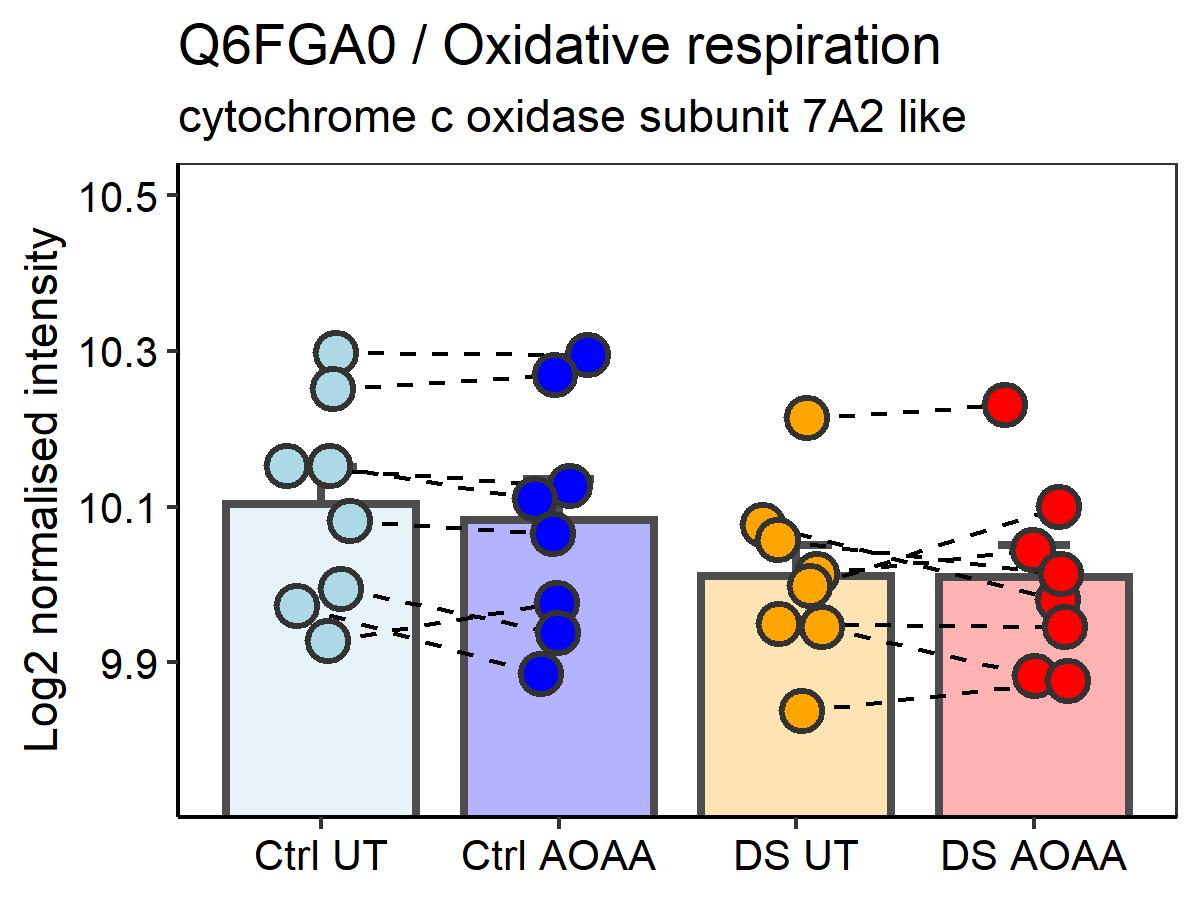 Q6FGA0 / Oxidative respiration
cytochrome c oxidase subunit 7A2 like
Log2 normalised intensity
10.5
10.3
10.1
9.9
Ctrl UT
Ctrl AOAA
DS UT
DS AOAA